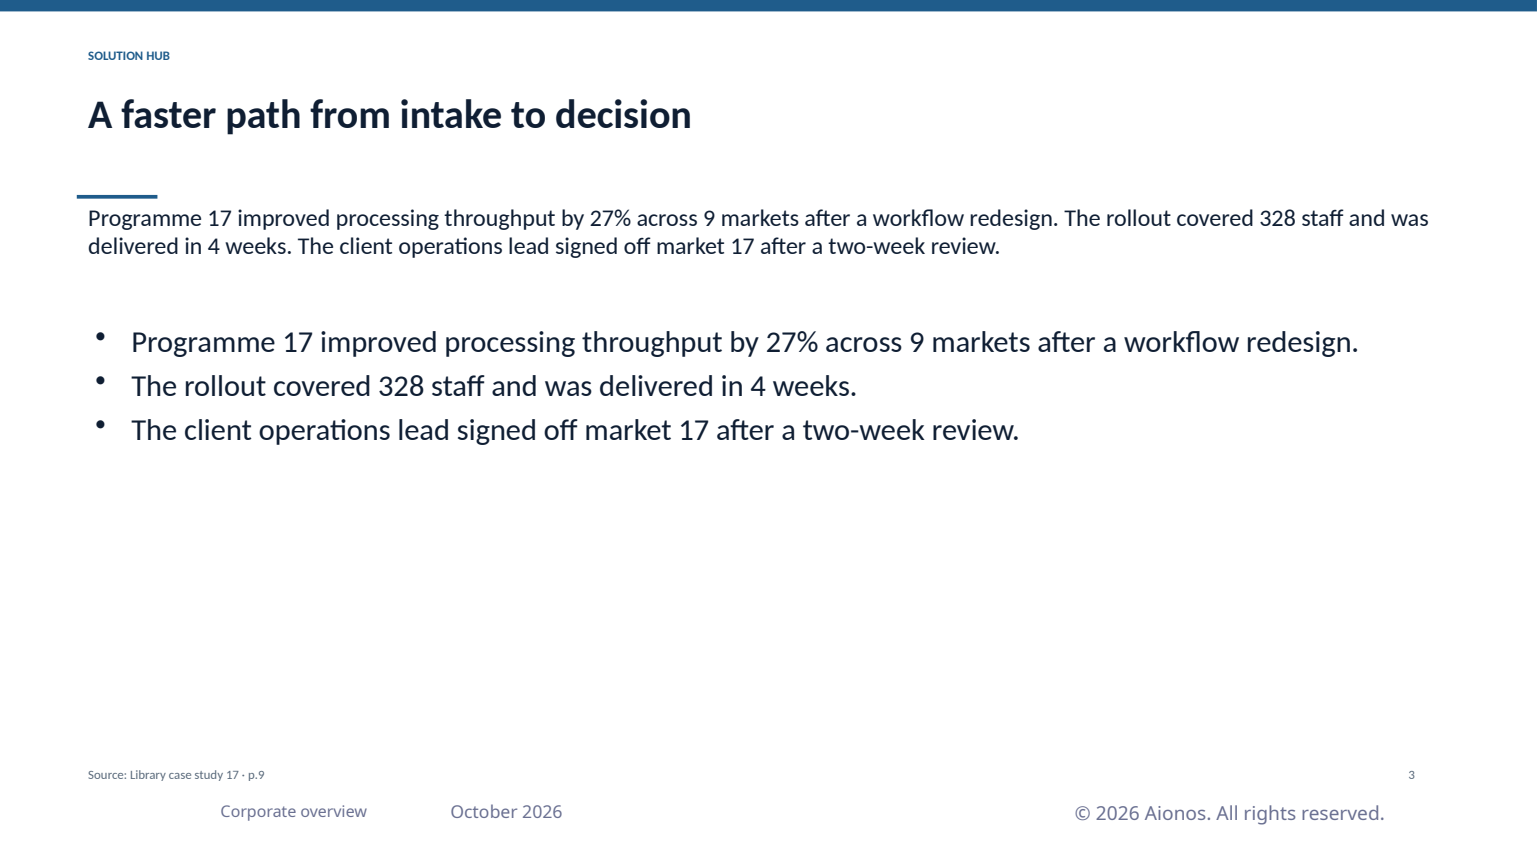 SOLUTION HUB
A faster path from intake to decision
Programme 17 improved processing throughput by 27% across 9 markets after a workflow redesign. The rollout covered 328 staff and was
delivered in 4 weeks. The client operations lead signed off market 17 after a two-week review.
• Programme 17 improved processing throughput by 27% across 9 markets after a workflow redesign.
• The rollout covered 328 staff and was delivered in 4 weeks.
• The client operations lead signed off market 17 after a two-week review.
Source: Library case study 17 · p.9
3
Corporate overview
October 2026
© 2026 Aionos. All rights reserved.